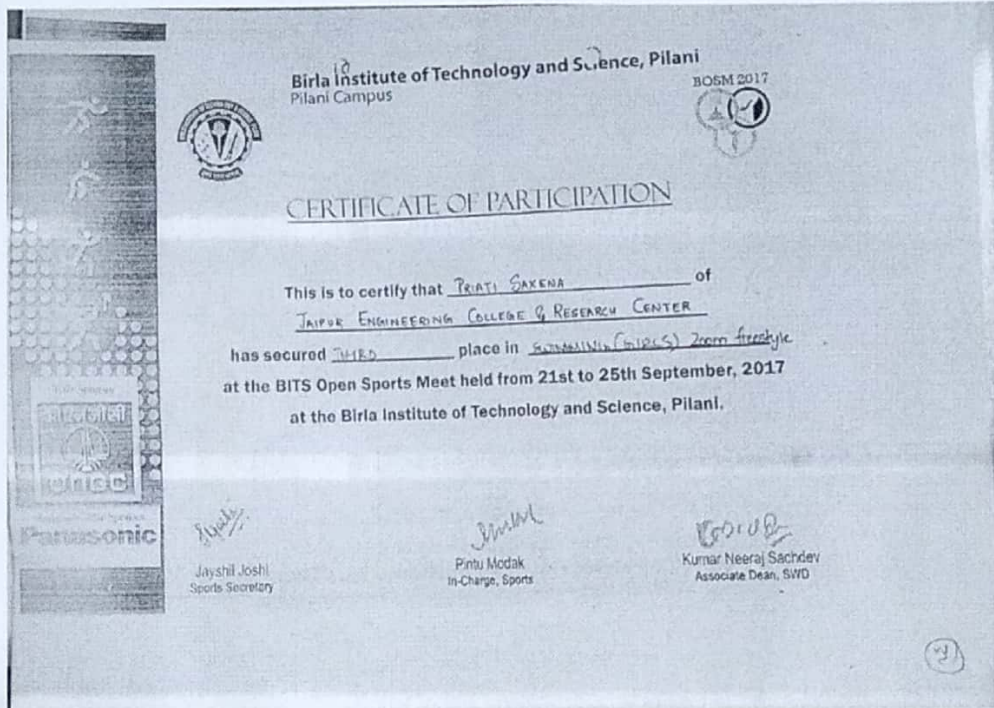 Birla Institute of Technology and Science, Pilani
Pilani Campus
BOSM 2017
CERTIFICATE OF PARTICIPATION
This is to certify that PRIATI SAXENA of
JAIPUR ENGINEERING COLLEGE & RESEARCH CENTER
has secured THIRD place in SWIMMING (GIRLS) 200m freestyle
at the BITS Open Sports Meet held from 21st to 25th September, 2017
at the Birla Institute of Technology and Science, Pilani.
Panasonic
Jayshil Joshi
Sports Secretary
Pintu Modak
In-Charge, Sports
Kumar Neeraj Sachdev
Associate Dean, SWD